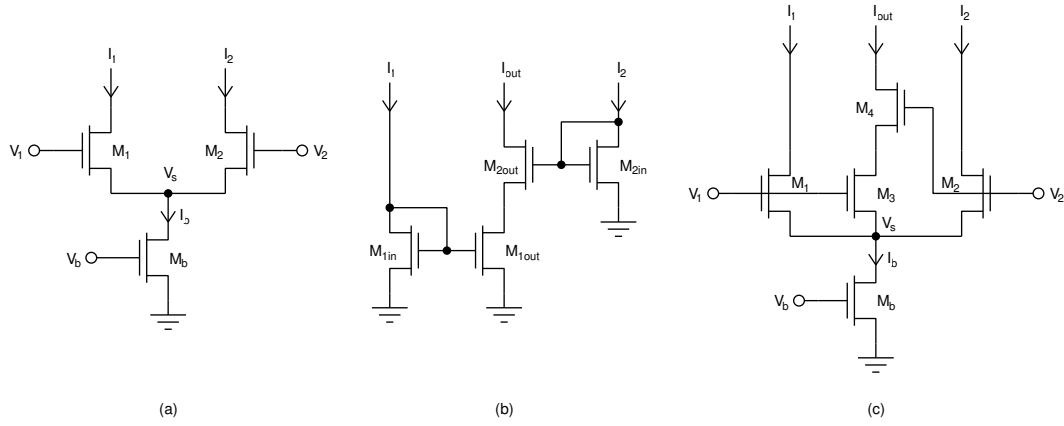 I1
I2
V1
M1
M2
V2
Vs
Ib
Vb
Mb
(a)
I1
Iout
I2
M2out
M2in
M1in
M1out
(b)
I1
Iout
I2
M4
V1
M1
M3
M2
V2
Vs
Ib
Vb
Mb
(c)